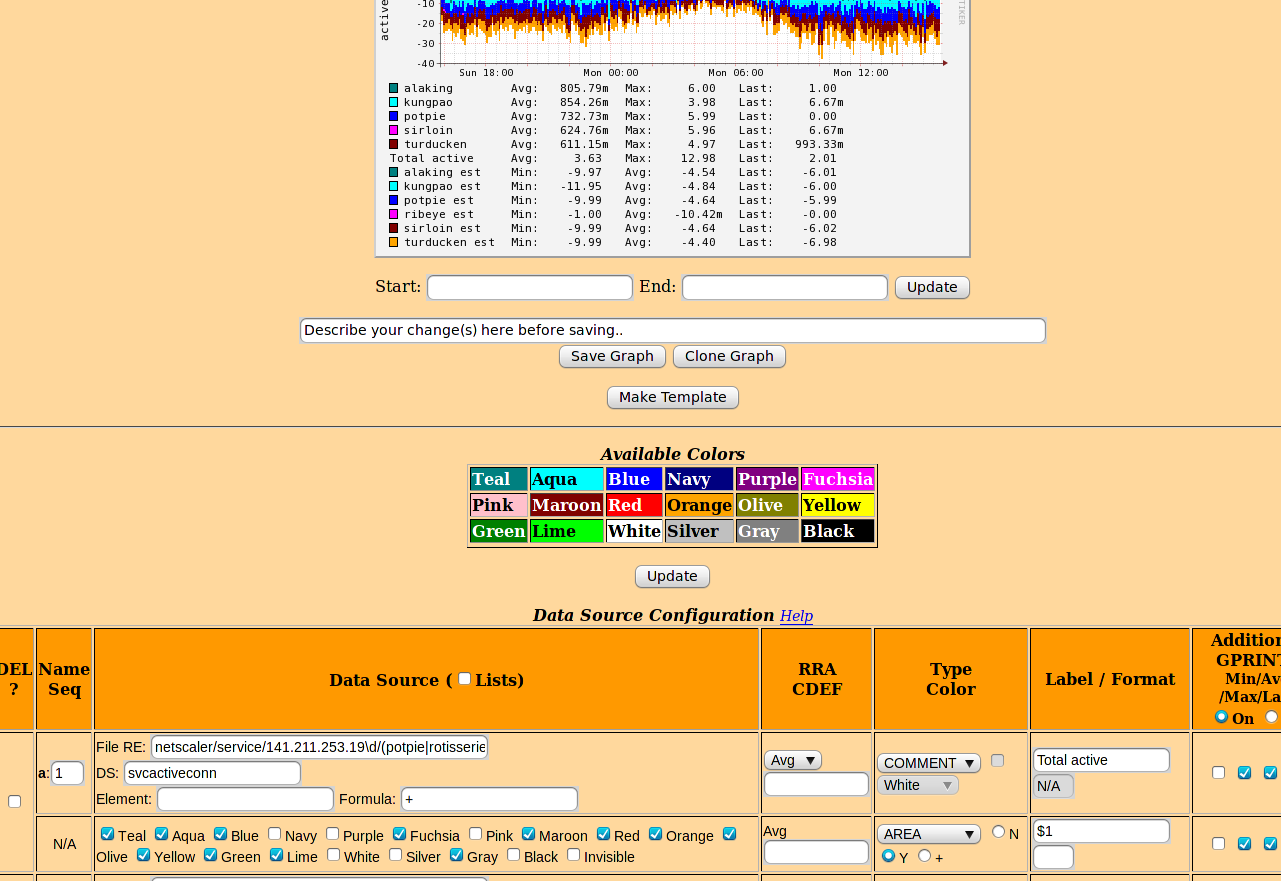 active
-10
-20
-30
-40
Sun 18:00 Mon 00:00 Mon 06:00 Mon 12:00
alaking Avg: 805.79m Max: 6.00 Last: 1.00
kungpao Avg: 854.26m Max: 3.98 Last: 6.67m
potpie Avg: 732.73m Max: 5.99 Last: 0.00
sirloin Avg: 624.76m Max: 5.96 Last: 6.67m
turducken Avg: 611.15m Max: 4.97 Last: 993.33m
Total active Avg: 3.63 Max: 12.98 Last: 2.01
alaking est Min: -9.97 Avg: -4.54 Last: -6.01
kungpao est Min: -11.95 Avg: -4.84 Last: -6.00
potpie est Min: -9.99 Avg: -4.64 Last: -5.99
ribeye est Min: -1.00 Avg: -10.42m Last: -0.00
sirloin est Min: -9.99 Avg: -4.64 Last: -6.02
turducken est Min: -9.99 Avg: -4.40 Last: -6.98
Start: End: Update
Describe your change(s) here before saving..
Save Graph Clone Graph
Make Template
Available Colors
Teal Aqua Blue Navy Purple Fuchsia
Pink Maroon Red Orange Olive Yellow
Green Lime White Silver Gray Black
Update
Data Source Configuration Help
DEL ? Name Seq Data Source ( Lists) RRA CDEF Type Color Label / Format Addition GPRINT Min/Av /Max/La On
File RE: netscaler/service/141.211.253.19\d/(potpie|rotisserie
a: 1 DS: svcactiveconn Avg COMMENT White Total active N/A
Element: Formula: +
N/A Teal Aqua Blue Navy Purple Fuchsia Pink Maroon Red Orange Avg AREA N $1
Olive Yellow Green Lime White Silver Gray Black Invisible Y +